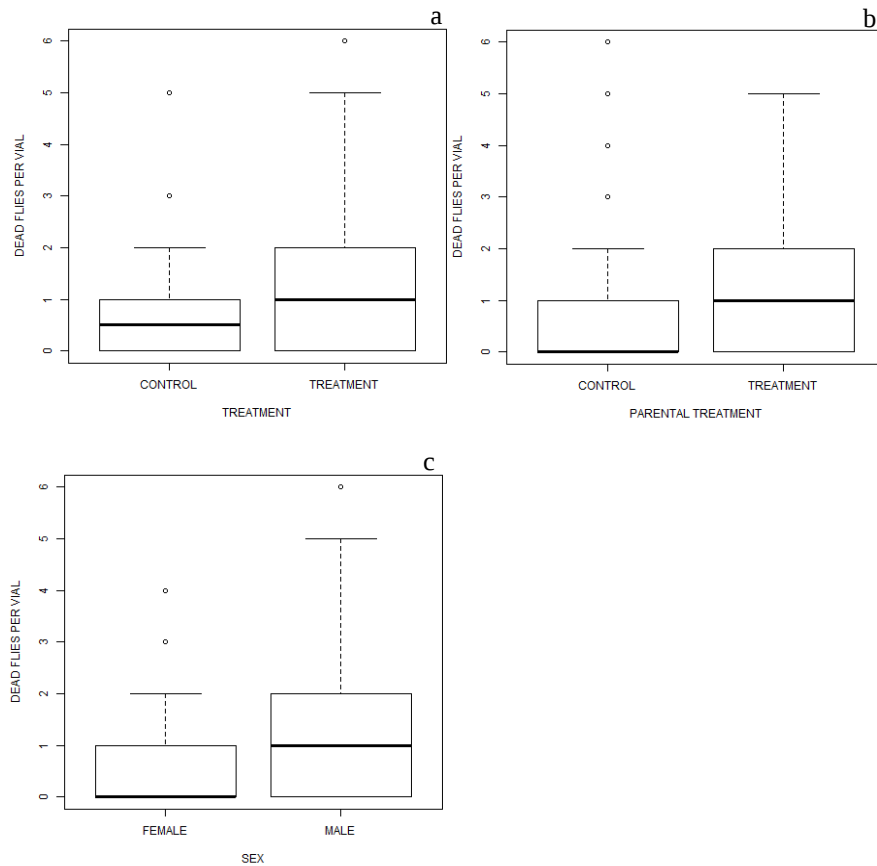 a
DEAD FLIES PER VIAL
6
5
4
3
2
1
0
CONTROL TREATMENT
TREATMENT
b
DEAD FLIES PER VIAL
6
5
4
3
2
1
0
CONTROL TREATMENT
PARENTAL TREATMENT
c
DEAD FLIES PER VIAL
6
5
4
3
2
1
0
FEMALE MALE
SEX